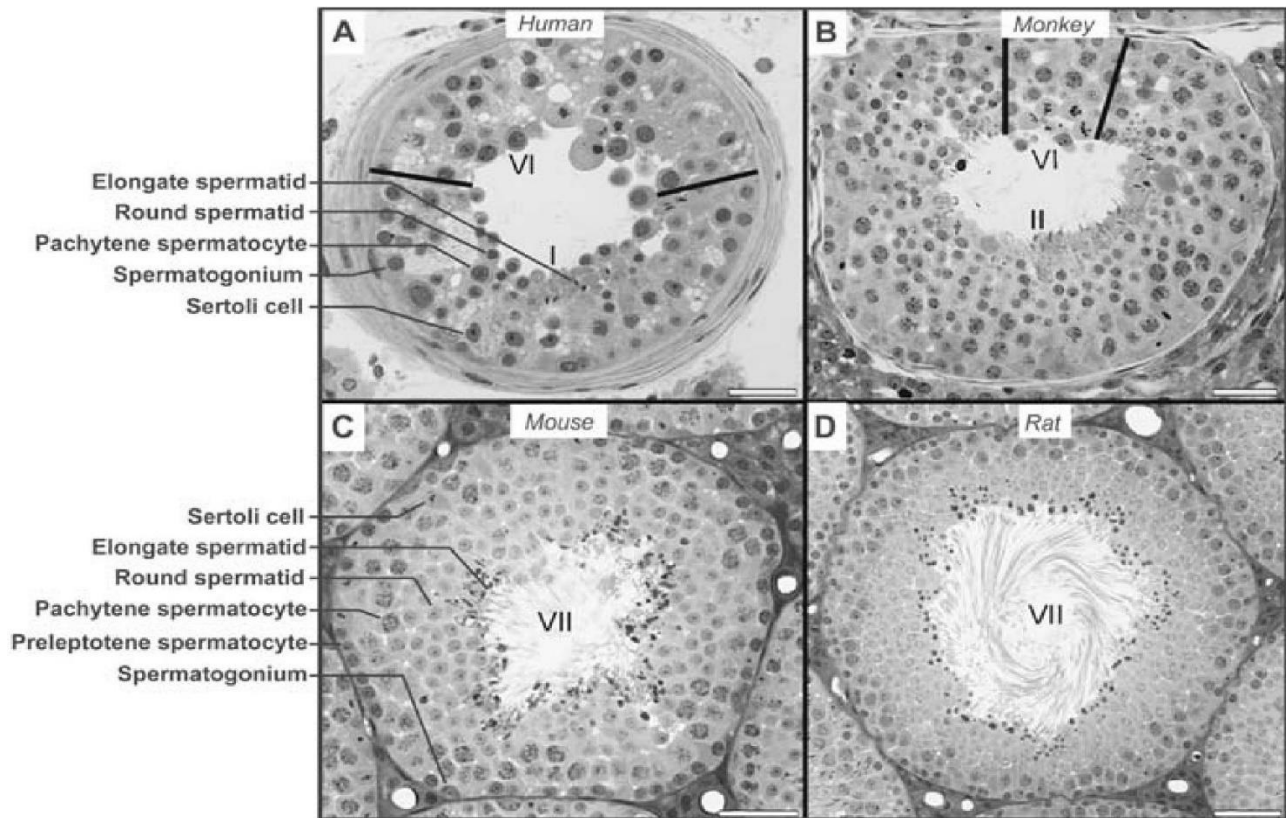 A
Human
B
Monkey
VI
I
VI
II
Elongate spermatid
Round spermatid
Pachytene spermatocyte
Spermatogonium
Sertoli cell
C
Mouse
D
Rat
VII
VII
Sertoli cell
Elongate spermatid
Round spermatid
Pachytene spermatocyte
Preleptotene spermatocyte
Spermatogonium